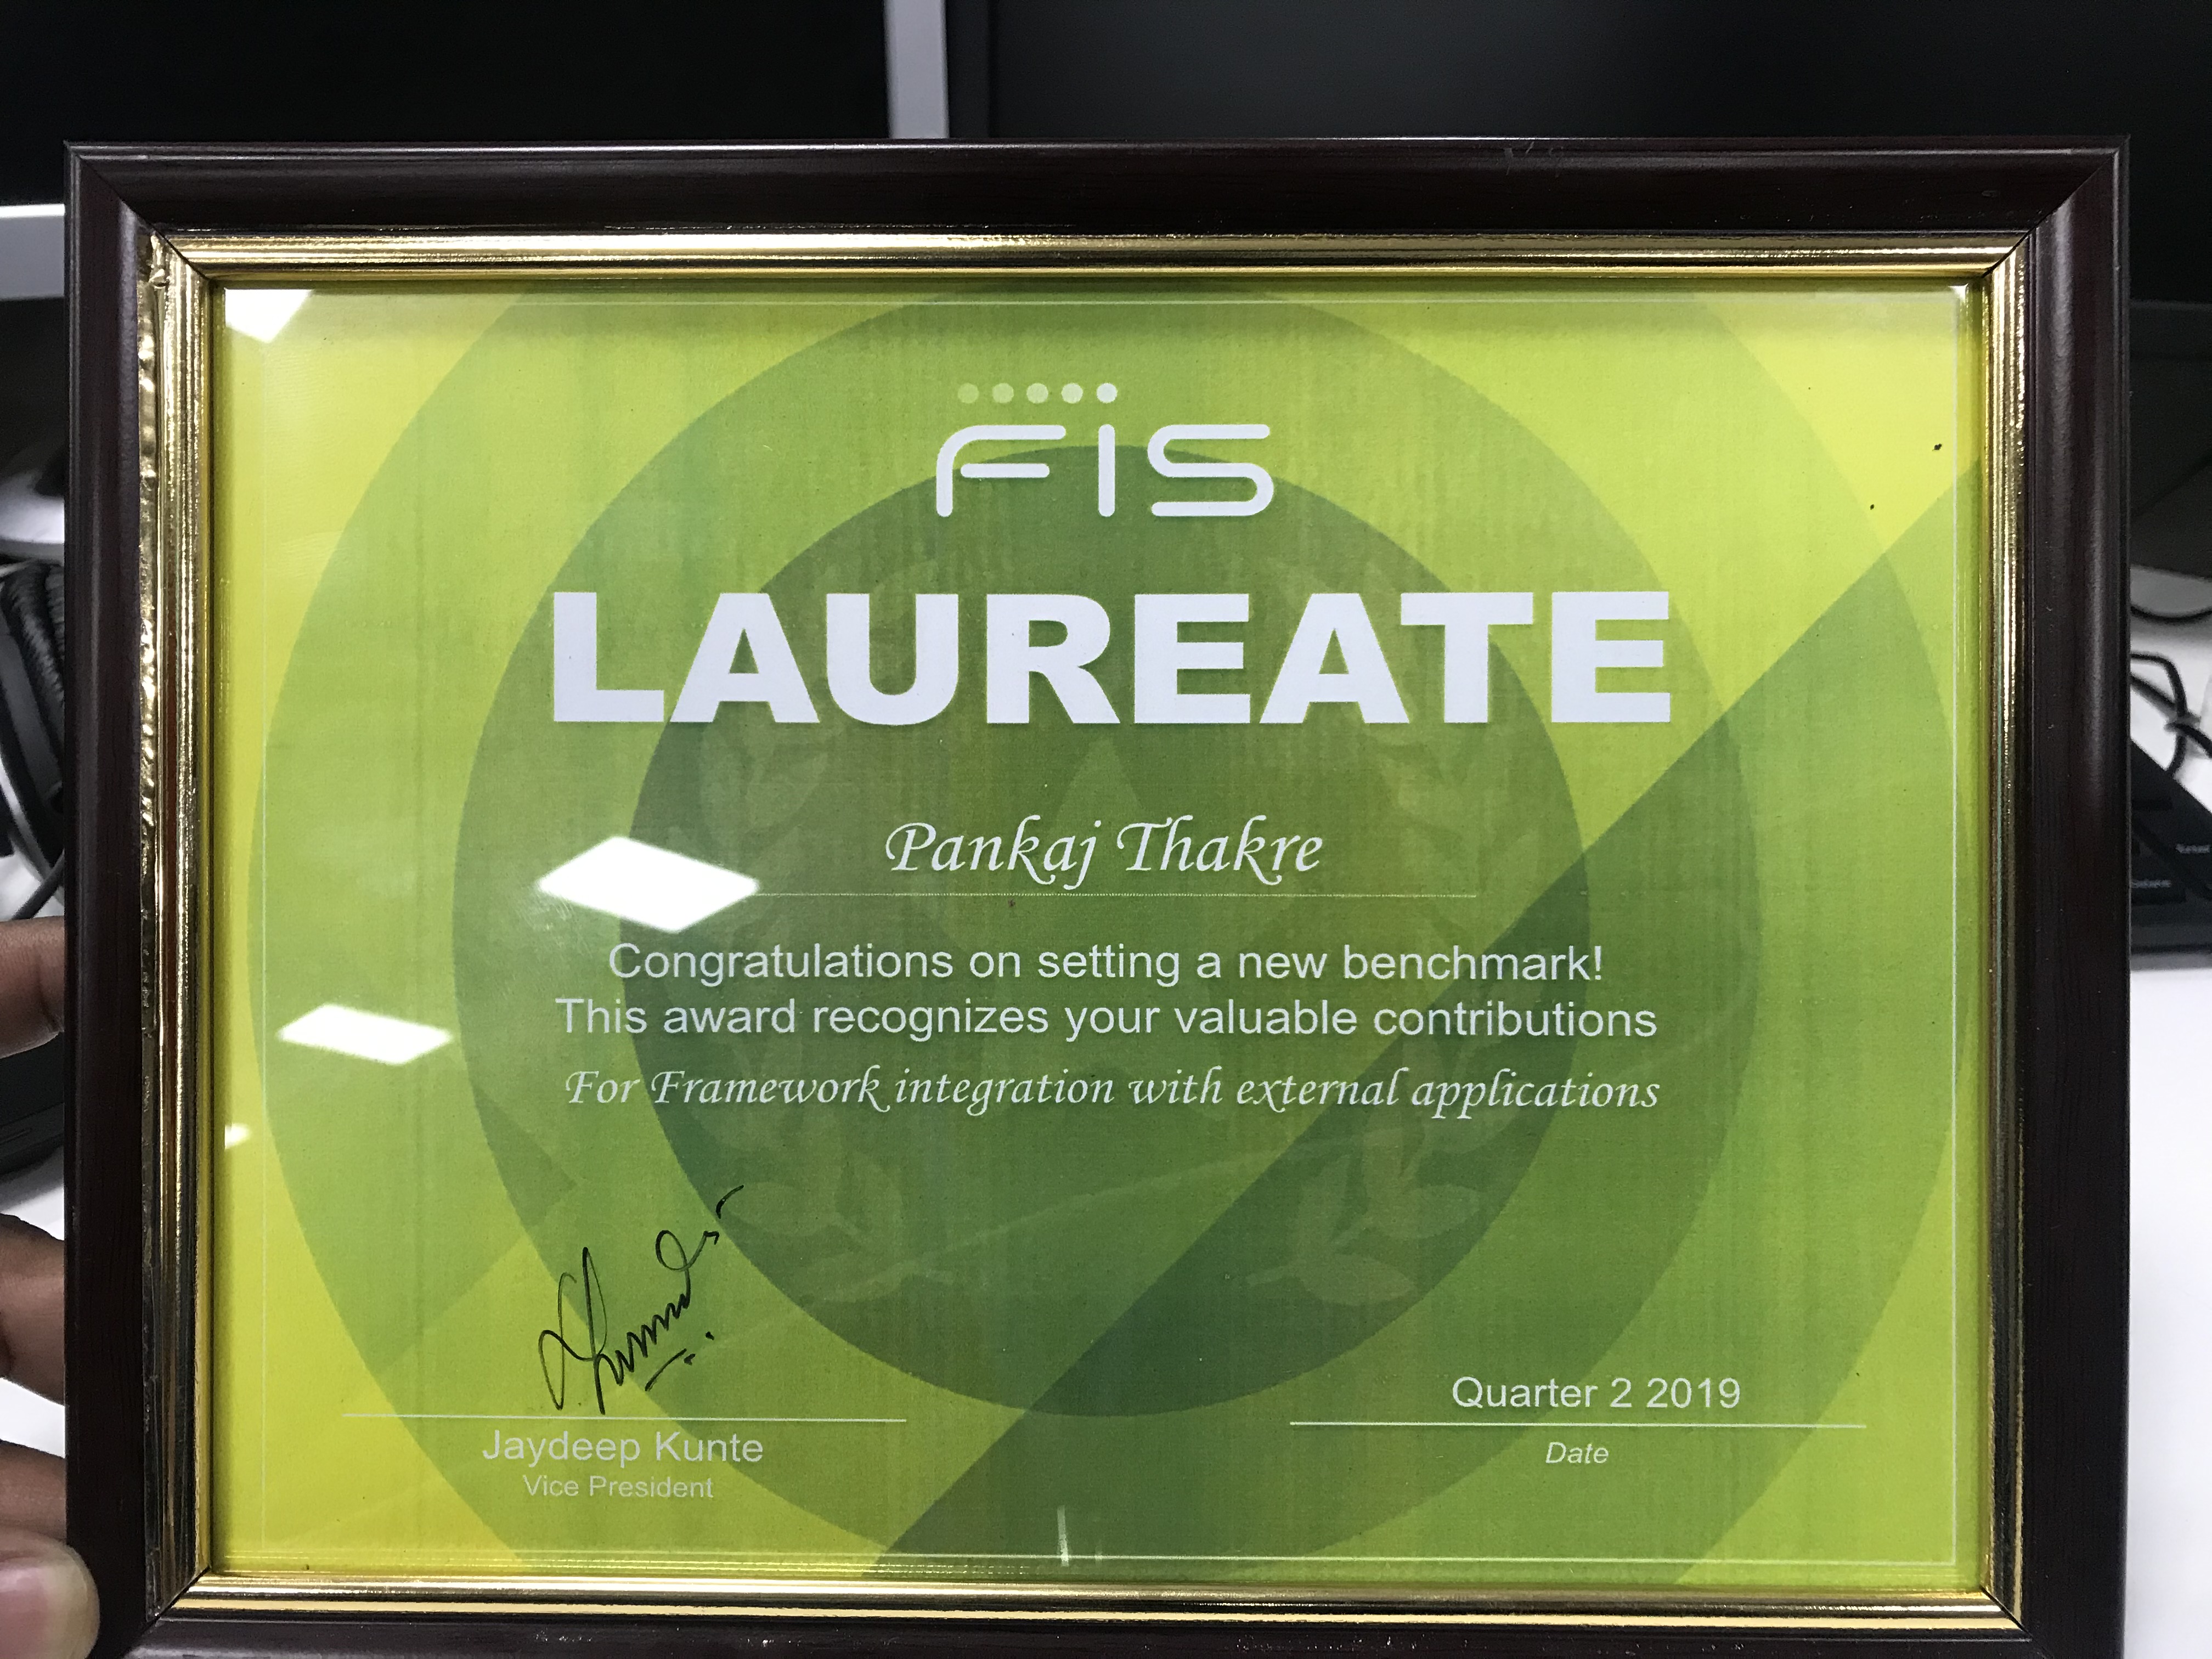 FIS
LAUREATE
Pankaj Thakre
Congratulations on setting a new benchmark!
This award recognizes your valuable contributions
For Framework integration with external applications
Quarter 2 2019
Jaydeep Kunte
Date
Vice President